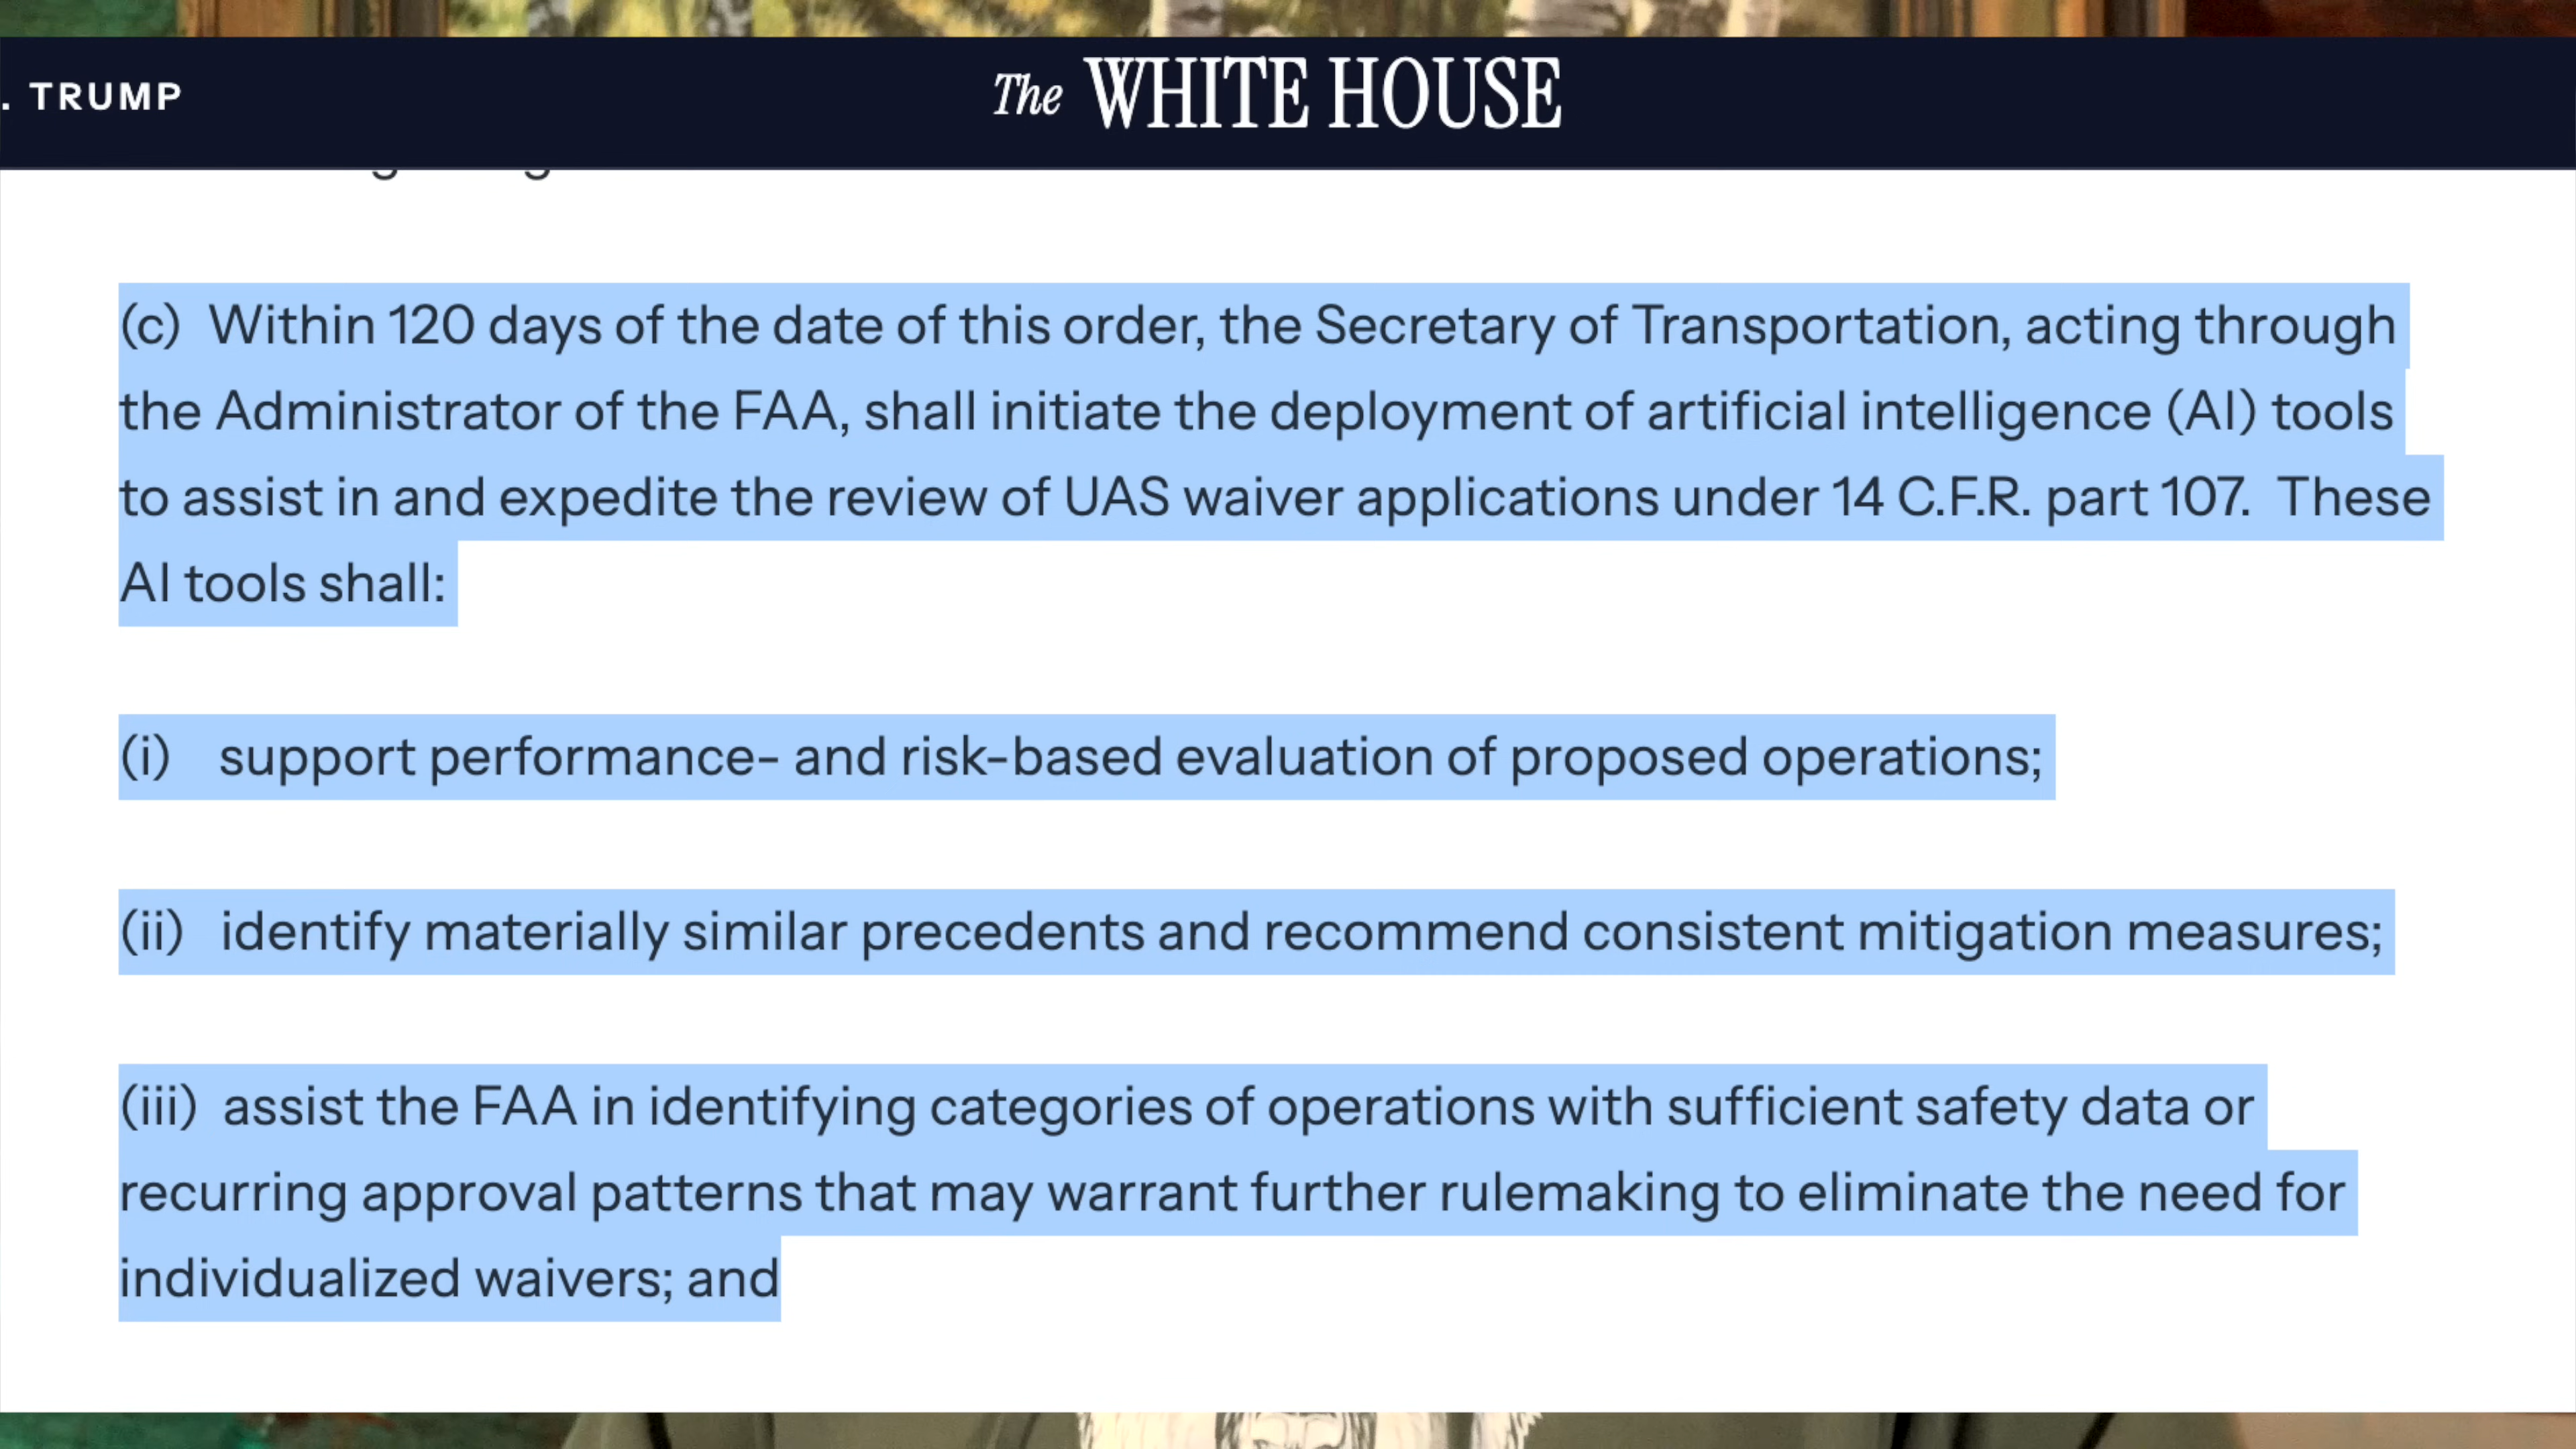 . TRUMP
The WHITE HOUSE
(c) Within 120 days of the date of this order, the Secretary of Transportation, acting through
the Administrator of the FAA, shall initiate the deployment of artificial intelligence (AI) tools
to assist in and expedite the review of UAS waiver applications under 14 C.F.R. part 107. These
AI tools shall:
(i) support performance- and risk-based evaluation of proposed operations;
(ii) identify materially similar precedents and recommend consistent mitigation measures;
(iii) assist the FAA in identifying categories of operations with sufficient safety data or
recurring approval patterns that may warrant further rulemaking to eliminate the need for
individualized waivers; and